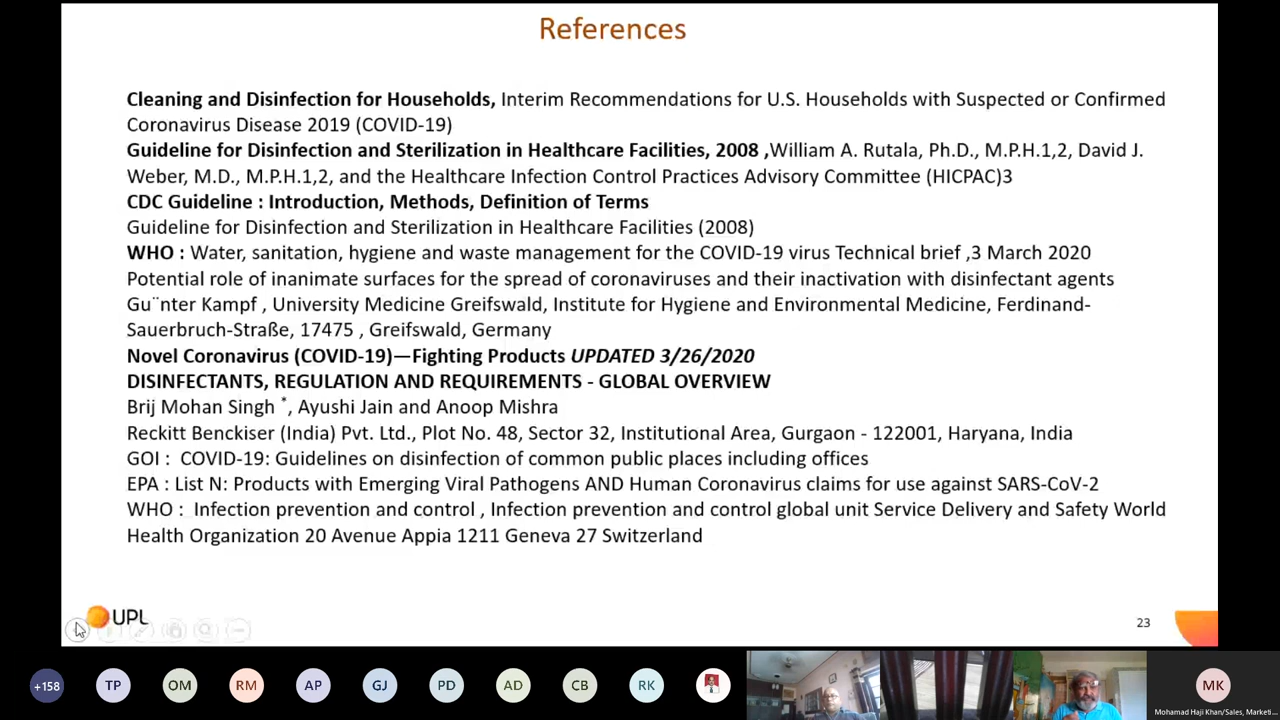 References
Cleaning and Disinfection for Households, Interim Recommendations for U.S. Households with Suspected or Confirmed
Coronavirus Disease 2019 (COVID-19)
Guideline for Disinfection and Sterilization in Healthcare Facilities, 2008 ,William A. Rutala, Ph.D., M.P.H.1,2, David J.
Weber, M.D., M.P.H.1,2, and the Healthcare Infection Control Practices Advisory Committee (HICPAC)3
CDC Guideline : Introduction, Methods, Definition of Terms
Guideline for Disinfection and Sterilization in Healthcare Facilities (2008)
WHO : Water, sanitation, hygiene and waste management for the COVID-19 virus Technical brief ,3 March 2020
Potential role of inanimate surfaces for the spread of coronaviruses and their inactivation with disinfectant agents
Gu¨nter Kampf , University Medicine Greifswald, Institute for Hygiene and Environmental Medicine, Ferdinand-
Sauerbruch-Straße, 17475 , Greifswald, Germany
Novel Coronavirus (COVID-19)—Fighting Products UPDATED 3/26/2020
DISINFECTANTS, REGULATION AND REQUIREMENTS - GLOBAL OVERVIEW
Brij Mohan Singh *, Ayushi Jain and Anoop Mishra
Reckitt Benckiser (India) Pvt. Ltd., Plot No. 48, Sector 32, Institutional Area, Gurgaon - 122001, Haryana, India
GOI :  COVID-19: Guidelines on disinfection of common public places including offices
EPA : List N: Products with Emerging Viral Pathogens AND Human Coronavirus claims for use against SARS-CoV-2
WHO :  Infection prevention and control , Infection prevention and control global unit Service Delivery and Safety World
Health Organization 20 Avenue Appia 1211 Geneva 27 Switzerland
UPL
23
+158 TP OM RM AP GJ PD AD CB RK MK
Mohamad Haji Khan/Sales, Marketi...